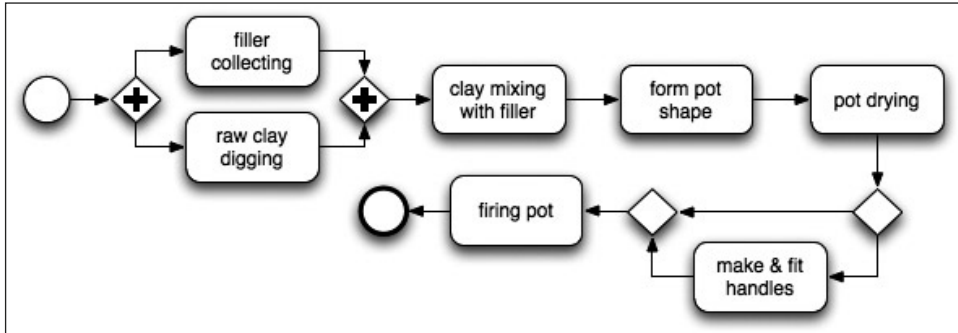 filler
collecting
raw clay
digging
clay mixing
with filler
form pot
shape
pot drying
firing pot
make & fit
handles